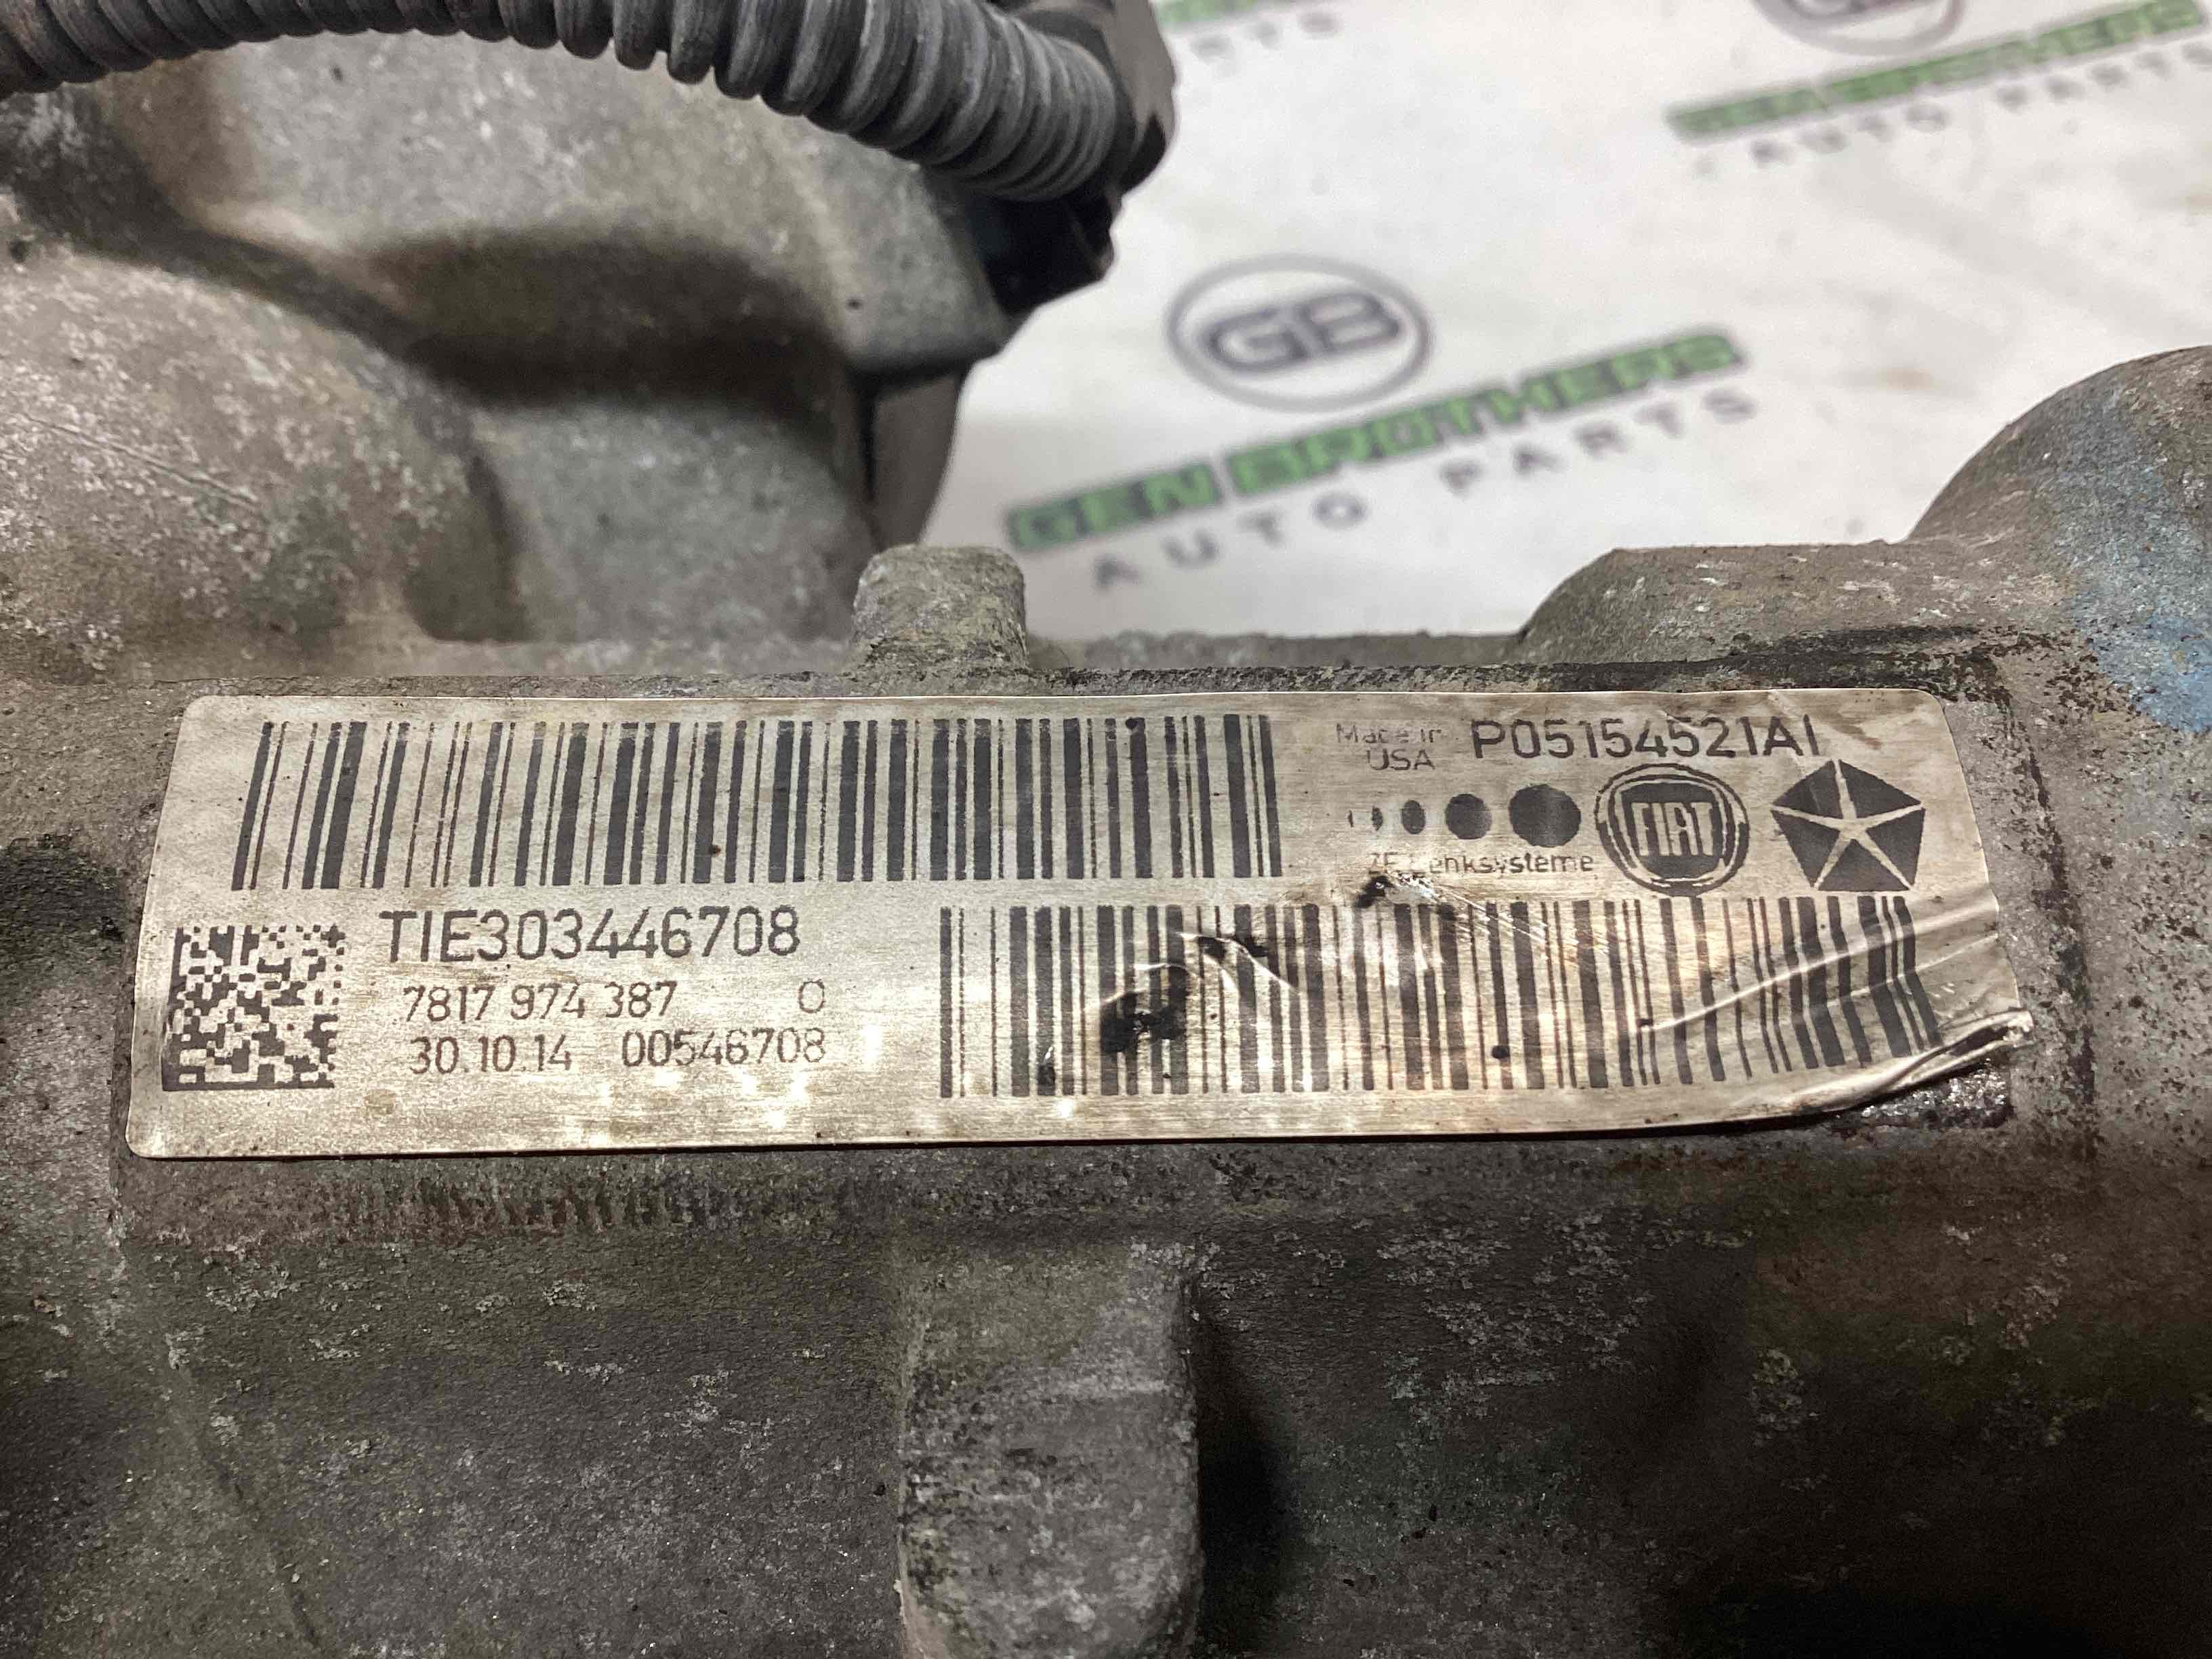 GB
GEN BROTHERS
AUTO PARTS
Made in
USA
P05154521AI
FIAT
ZF Lenksysteme
TIE303446708
7817 974 387 0
30.10.14 00546708